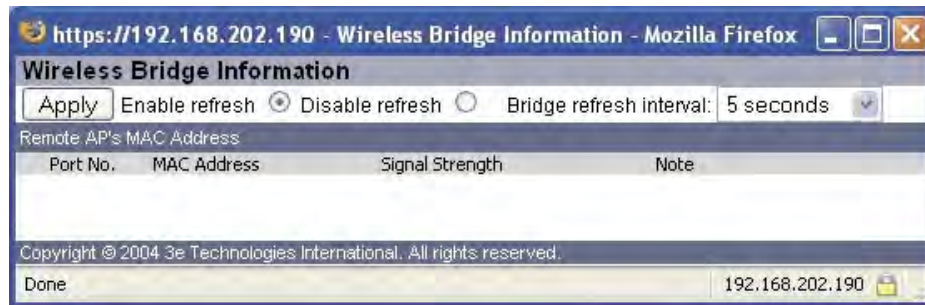 https://192.168.202.190 - Wireless Bridge Information - Mozilla Firefox
Wireless Bridge Information
Apply Enable refresh Disable refresh Bridge refresh interval: 5 seconds
Remote AP's MAC Address
Port No. MAC Address Signal Strength Note
Copyright © 2004 3e Technologies International. All rights reserved.
Done 192.168.202.190